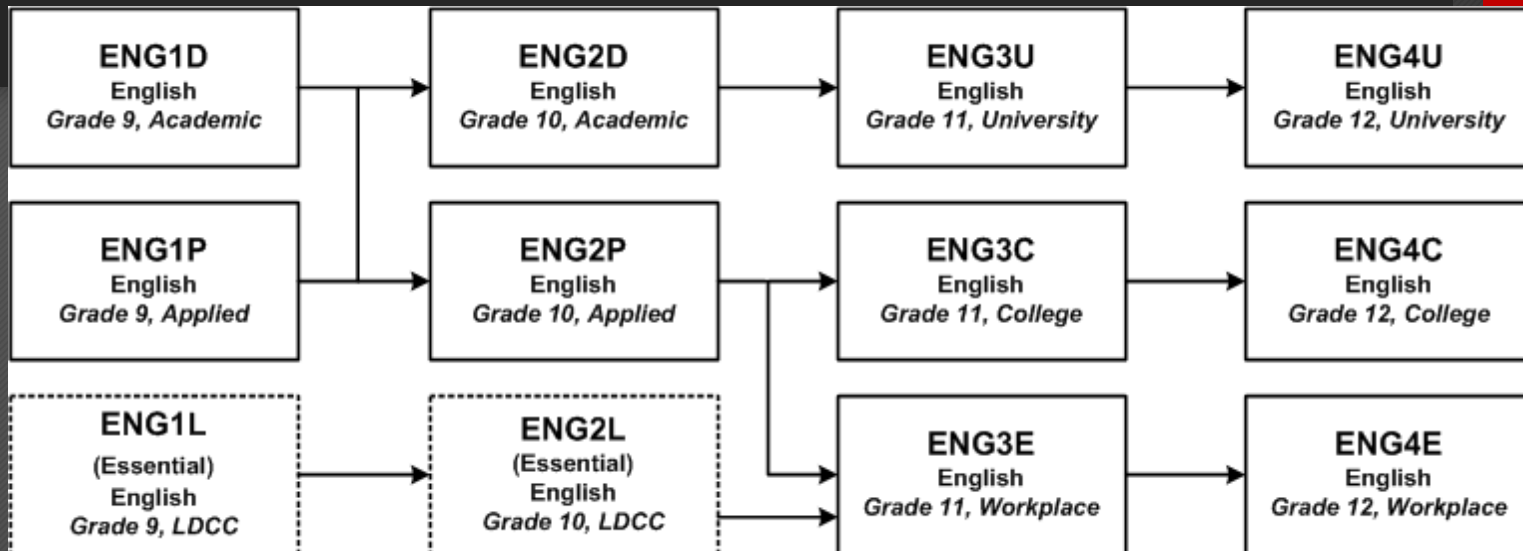 ENG1D
English
Grade 9, Academic
ENG2D
English
Grade 10, Academic
ENG3U
English
Grade 11, University
ENG4U
English
Grade 12, University
ENG1P
English
Grade 9, Applied
ENG2P
English
Grade 10, Applied
ENG3C
English
Grade 11, College
ENG4C
English
Grade 12, College
ENG1L
(Essential)
English
Grade 9, LDCC
ENG2L
(Essential)
English
Grade 10, LDCC
ENG3E
English
Grade 11, Workplace
ENG4E
English
Grade 12, Workplace